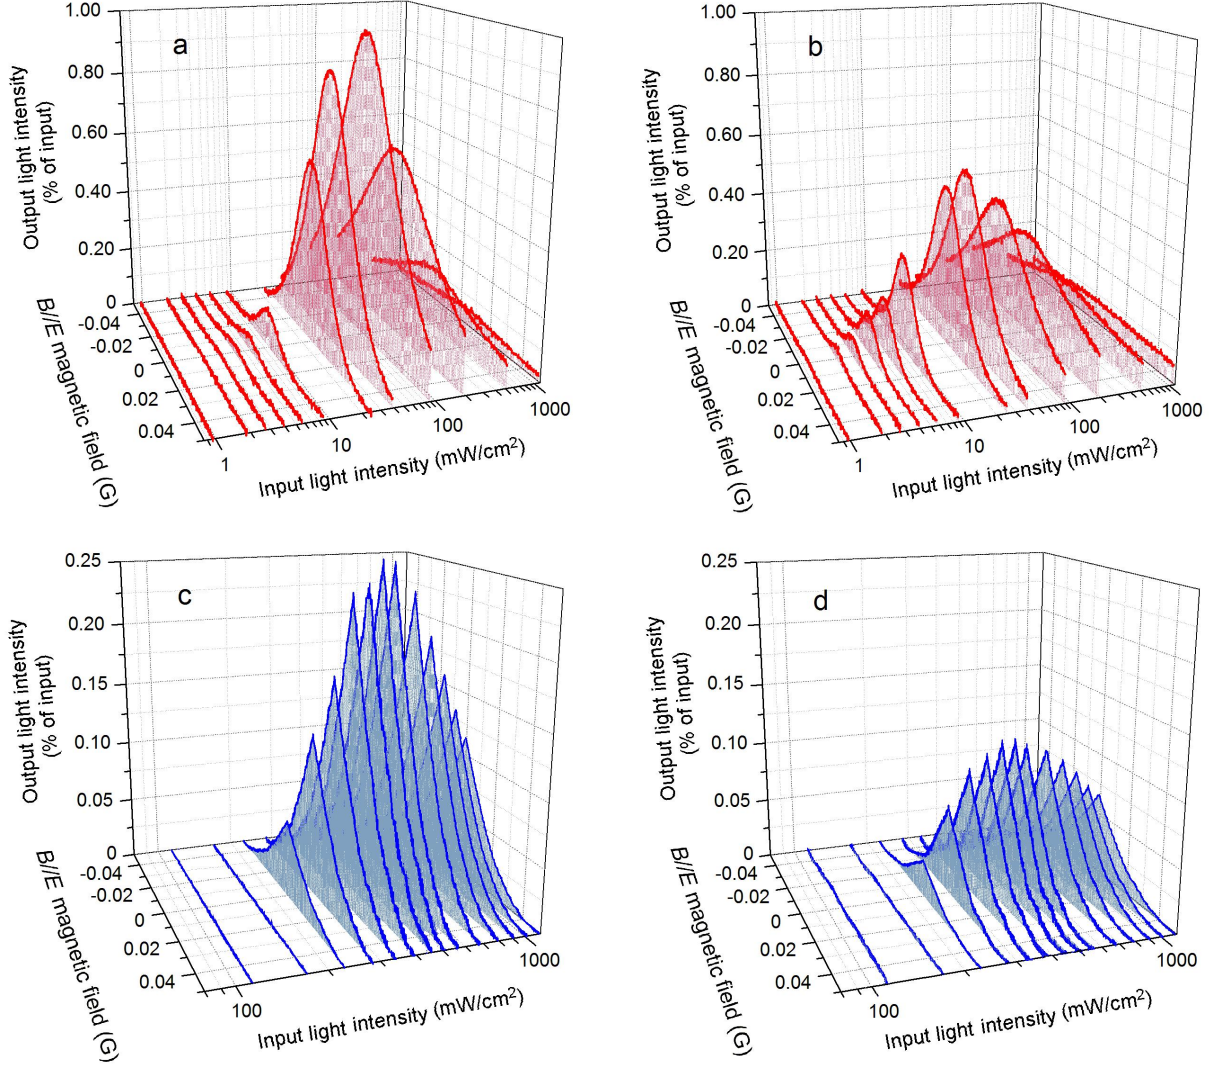 a
1.00
0.80
0.60
0.40
0.20
0
Output light intensity
(% of input)
-0.04
-0.02
0
0.02
0.04
B//E magnetic field (G)
1
10
100
1000
Input light intensity (mW/cm²)
b
1.00
0.80
0.60
0.40
0.20
0
Output light intensity
(% of input)
-0.04
-0.02
0
0.02
0.04
B//E magnetic field (G)
1
10
100
1000
Input light intensity (mW/cm²)
c
0.25
0.20
0.15
0.10
0.05
0
Output light intensity
(% of input)
-0.04
-0.02
0
0.02
0.04
B//E magnetic field (G)
100
1000
Input light intensity (mW/cm²)
d
0.25
0.20
0.15
0.10
0.05
0
Output light intensity
(% of input)
-0.04
-0.02
0
0.02
0.04
B//E magnetic field (G)
100
1000
Input light intensity (mW/cm²)